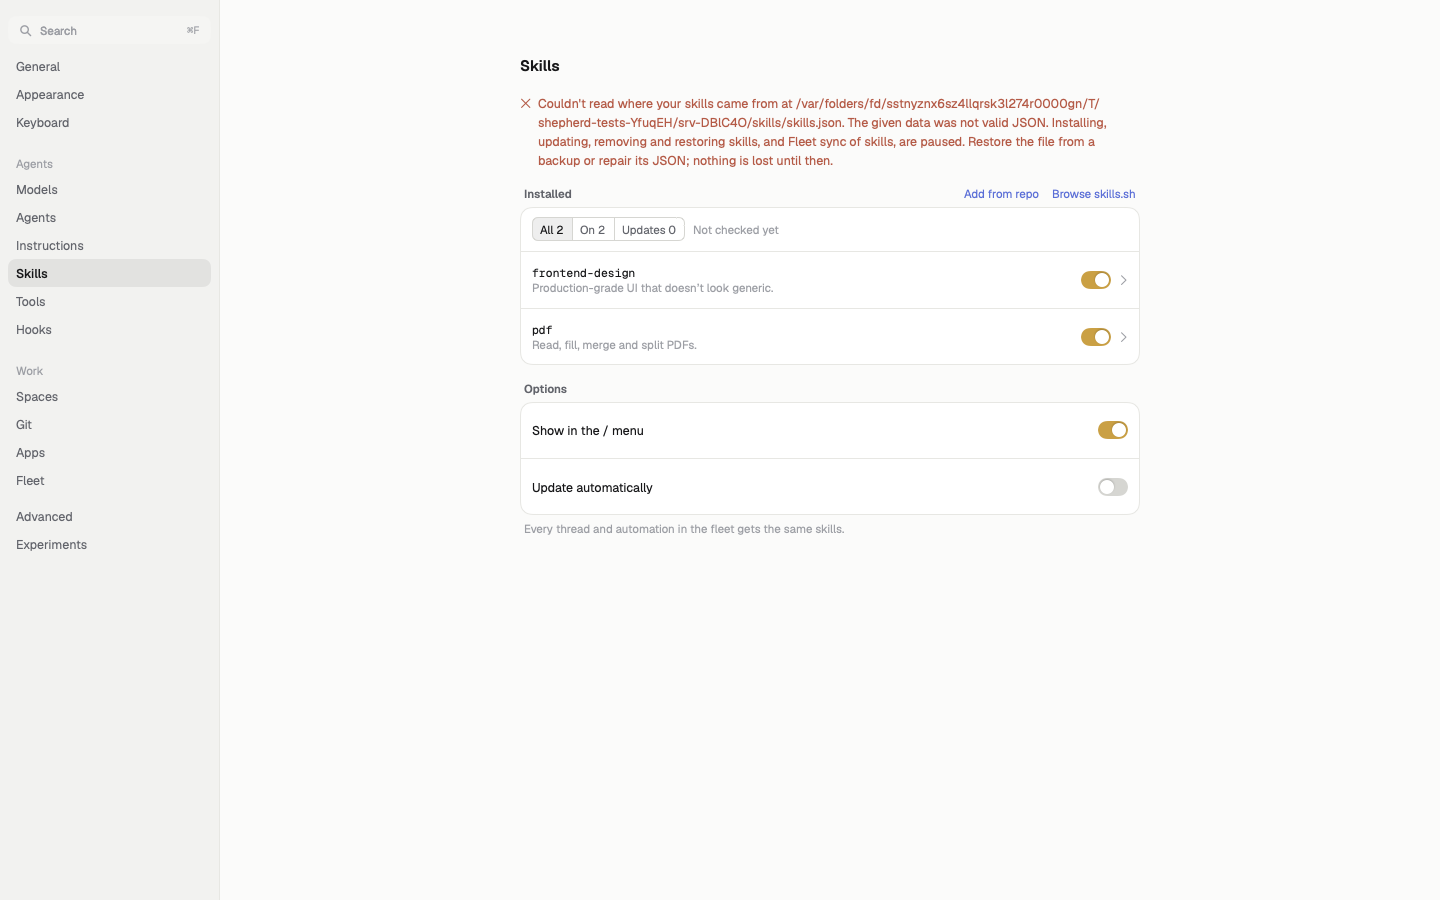 Search
⌘F
General
Appearance
Keyboard
Agents
Models
Agents
Instructions
Skills
Tools
Hooks
Work
Spaces
Git
Apps
Fleet
Advanced
Experiments
Skills
Couldn't read where your skills came from at /var/folders/fd/sstnyznx6sz4llqrsk3l274r0000gn/T/
shepherd-tests-YfuqEH/srv-DBlC4O/skills/skills.json. The given data was not valid JSON. Installing,
updating, removing and restoring skills, and Fleet sync of skills, are paused. Restore the file from a
backup or repair its JSON; nothing is lost until then.
Installed
Add from repo
Browse skills.sh
All 2
On 2
Updates 0
Not checked yet
frontend-design
Production-grade UI that doesn't look generic.
pdf
Read, fill, merge and split PDFs.
Options
Show in the / menu
Update automatically
Every thread and automation in the fleet gets the same skills.